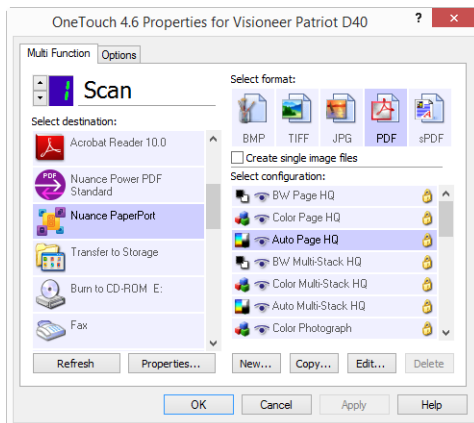 OneTouch 4.6 Properties for Visioneer Patriot D40
Multi Function
Options
1
Scan
Select destination:
Acrobat Reader 10.0
PDF
Nuance Power PDF
Standard
Nuance PaperPort
Transfer to Storage
Burn to CD-ROM E:
Fax
Refresh
Properties...
Select format:
BMP
TIFF
JPG
PDF
sPDF
Create single image files
Select configuration:
BW Page HQ
Color Page HQ
Auto Page HQ
BW Multi-Stack HQ
Color Multi-Stack HQ
Auto Multi-Stack HQ
Color Photograph
New...
Copy...
Edit...
Delete
OK
Cancel
Apply
Help